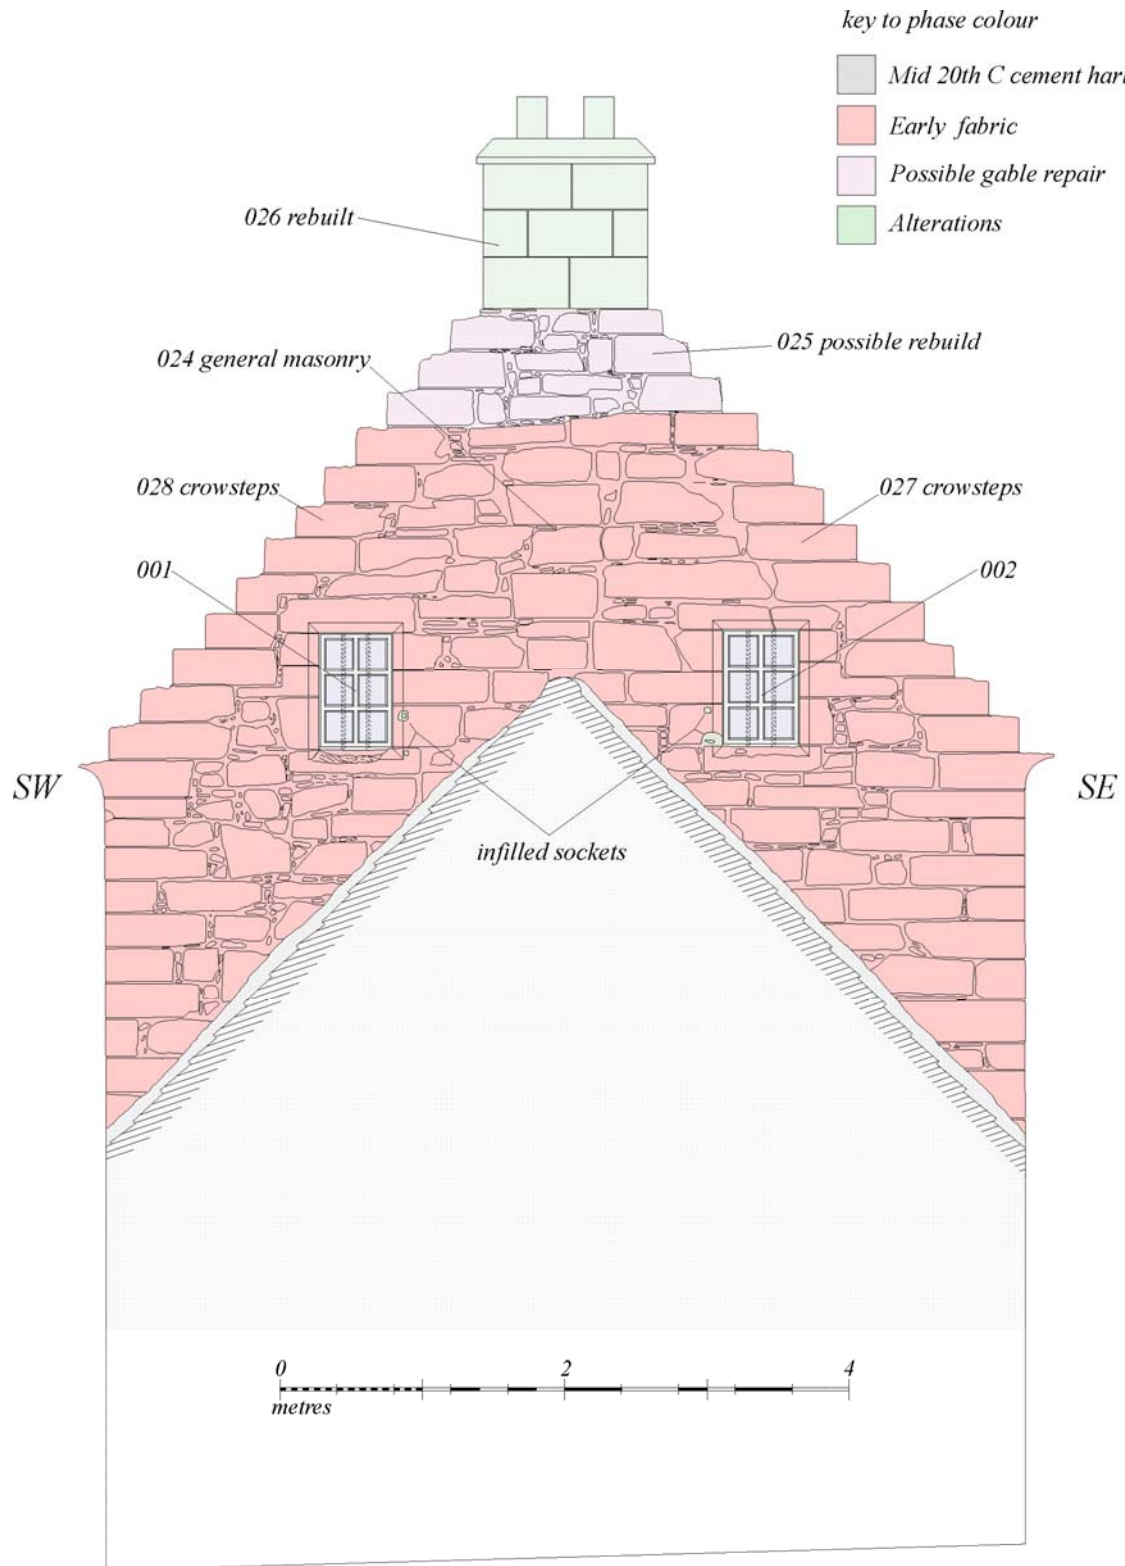 key to phase colour
Mid 20th C cement
Early fabric
Possible gable repair
Alterations
026 rebuilt
025 possible rebuild
024 general masonry
028 crowsteps
027 crowsteps
001
002
SW
SE
infilled sockets
0 2 4
metres